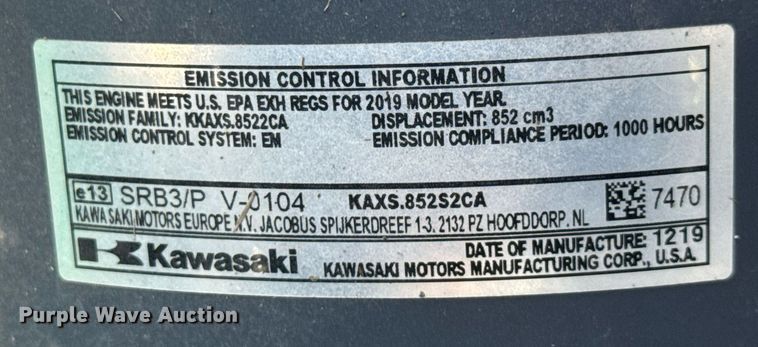 EMISSION CONTROL INFORMATION
THIS ENGINE MEETS U.S. EPA EXH REGS FOR 2019 MODEL YEAR.
EMISSION FAMILY: KKAXS.8522CA DISPLACEMENT: 852 cm3
EMISSION CONTROL SYSTEM: EM EMISSION COMPLIANCE PERIOD: 1000 HOURS
e13 SRB3/P V-0104 KAXS.852S2CA 7470
KAWASAKI MOTORS EUROPE N.V. JACOBUS SPIJKERDREEF 1-3. 2132 PZ HOOFDDORP. NL
Kawasaki DATE OF MANUFACTURE: 1219
KAWASAKI MOTORS MANUFACTURING CORP., U.S.A.
Purple Wave Auction